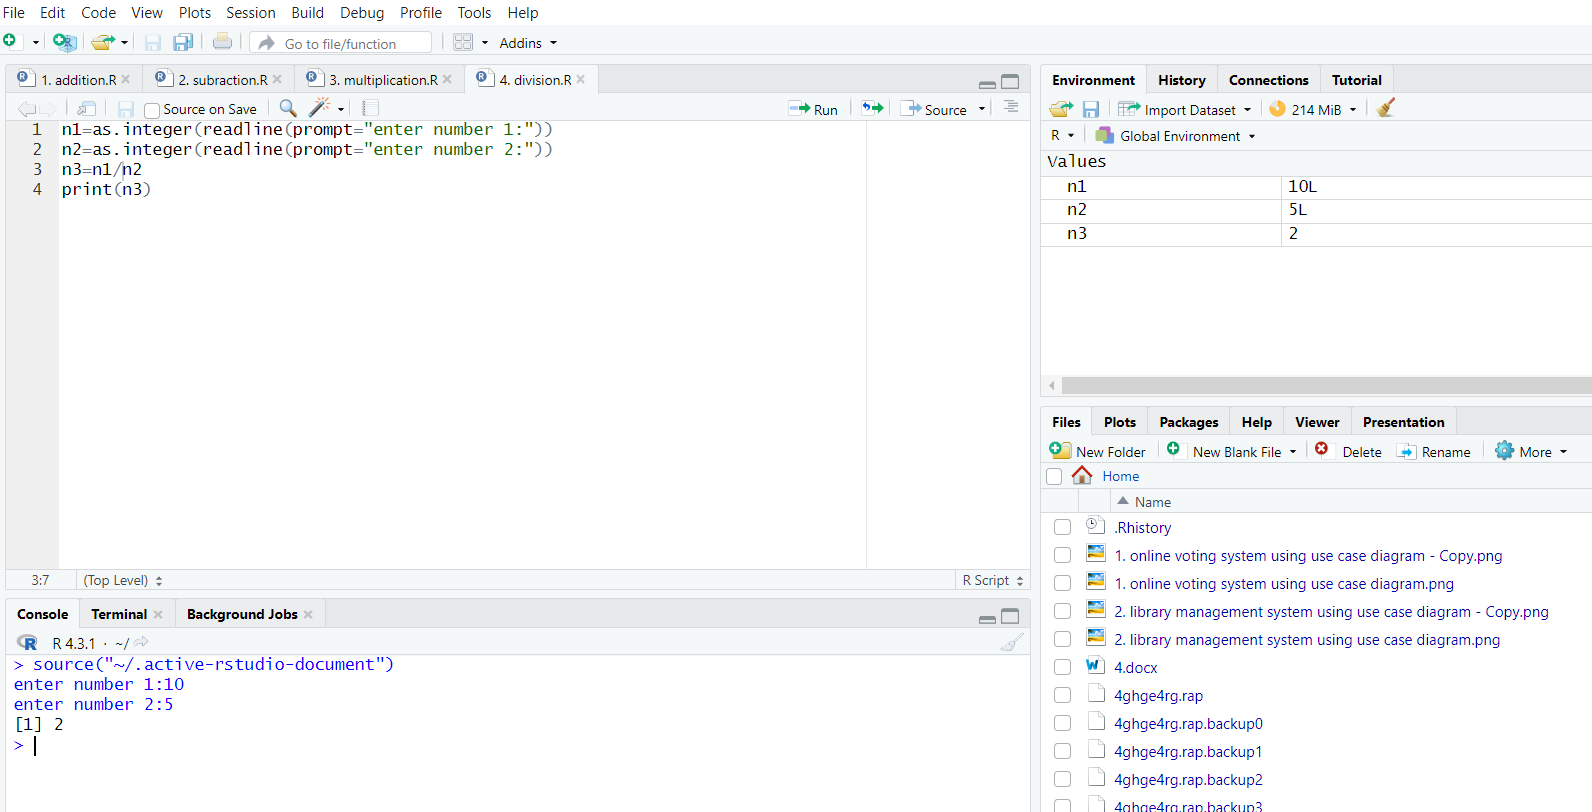 File Edit Code View Plots Session Build Debug Profile Tools Help
Go to file/function Addins
1. addition.R 2. subraction.R 3. multiplication.R 4. division.R
Source on Save Run Source
1 n1=as.integer(readline(prompt="enter number 1:"))
2 n2=as.integer(readline(prompt="enter number 2:"))
3 n3=n1/n2
4 print(n3)
3:7 (Top Level) R Script
Console Terminal Background Jobs
R 4.3.1 · ~/
> source("~/.active-rstudio-document")
enter number 1:10
enter number 2:5
[1] 2
>
Environment History Connections Tutorial
Import Dataset 214 MiB
R Global Environment
Values
n1 10L
n2 5L
n3 2
Files Plots Packages Help Viewer Presentation
New Folder New Blank File Delete Rename More
Home
Name
.Rhistory
1. online voting system using use case diagram - Copy.png
1. online voting system using use case diagram.png
2. library management system using use case diagram - Copy.png
2. library management system using use case diagram.png
4.docx
4ghge4rg.rap
4ghge4rg.rap.backup0
4ghge4rg.rap.backup1
4ghge4rg.rap.backup2
4ghge4rg.rap.backup3